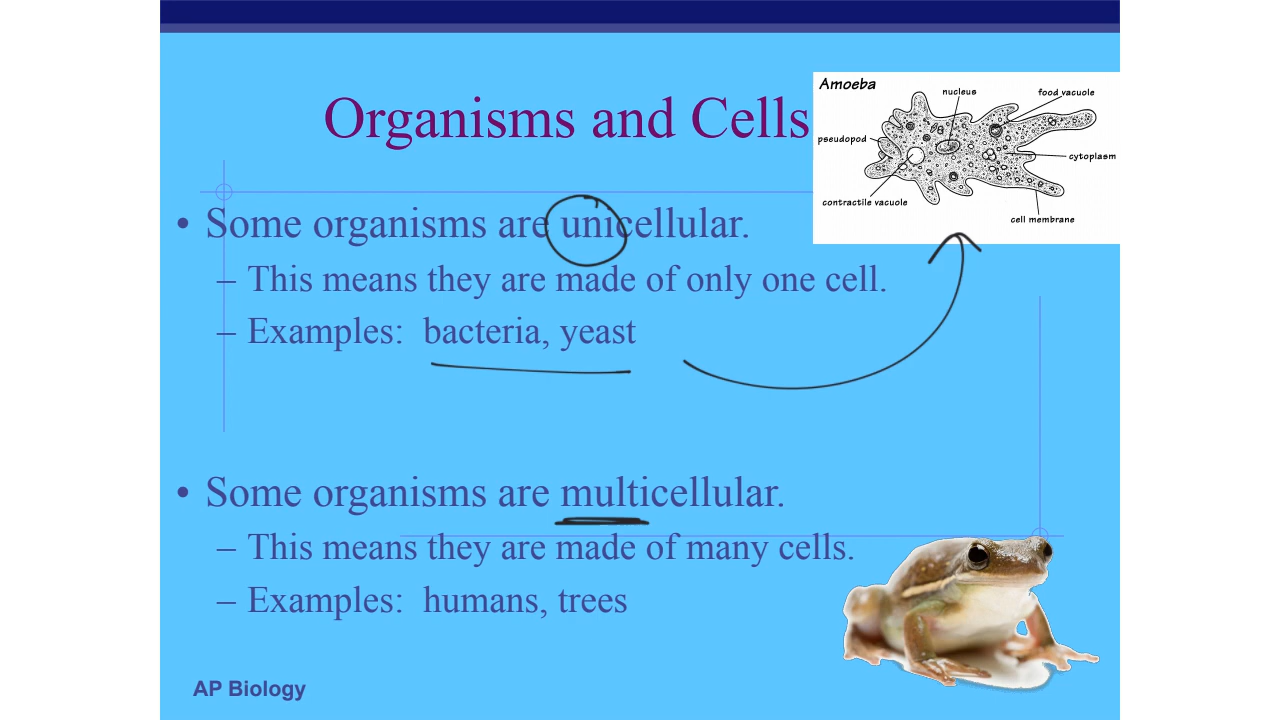 Organisms and Cells
Amoeba
nucleus
food vacuole
pseudopod
cytoplasm
contractile vacuole
cell membrane
• Some organisms are unicellular.
– This means they are made of only one cell.
– Examples: bacteria, yeast
• Some organisms are multicellular.
– This means they are made of many cells.
– Examples: humans, trees
AP Biology